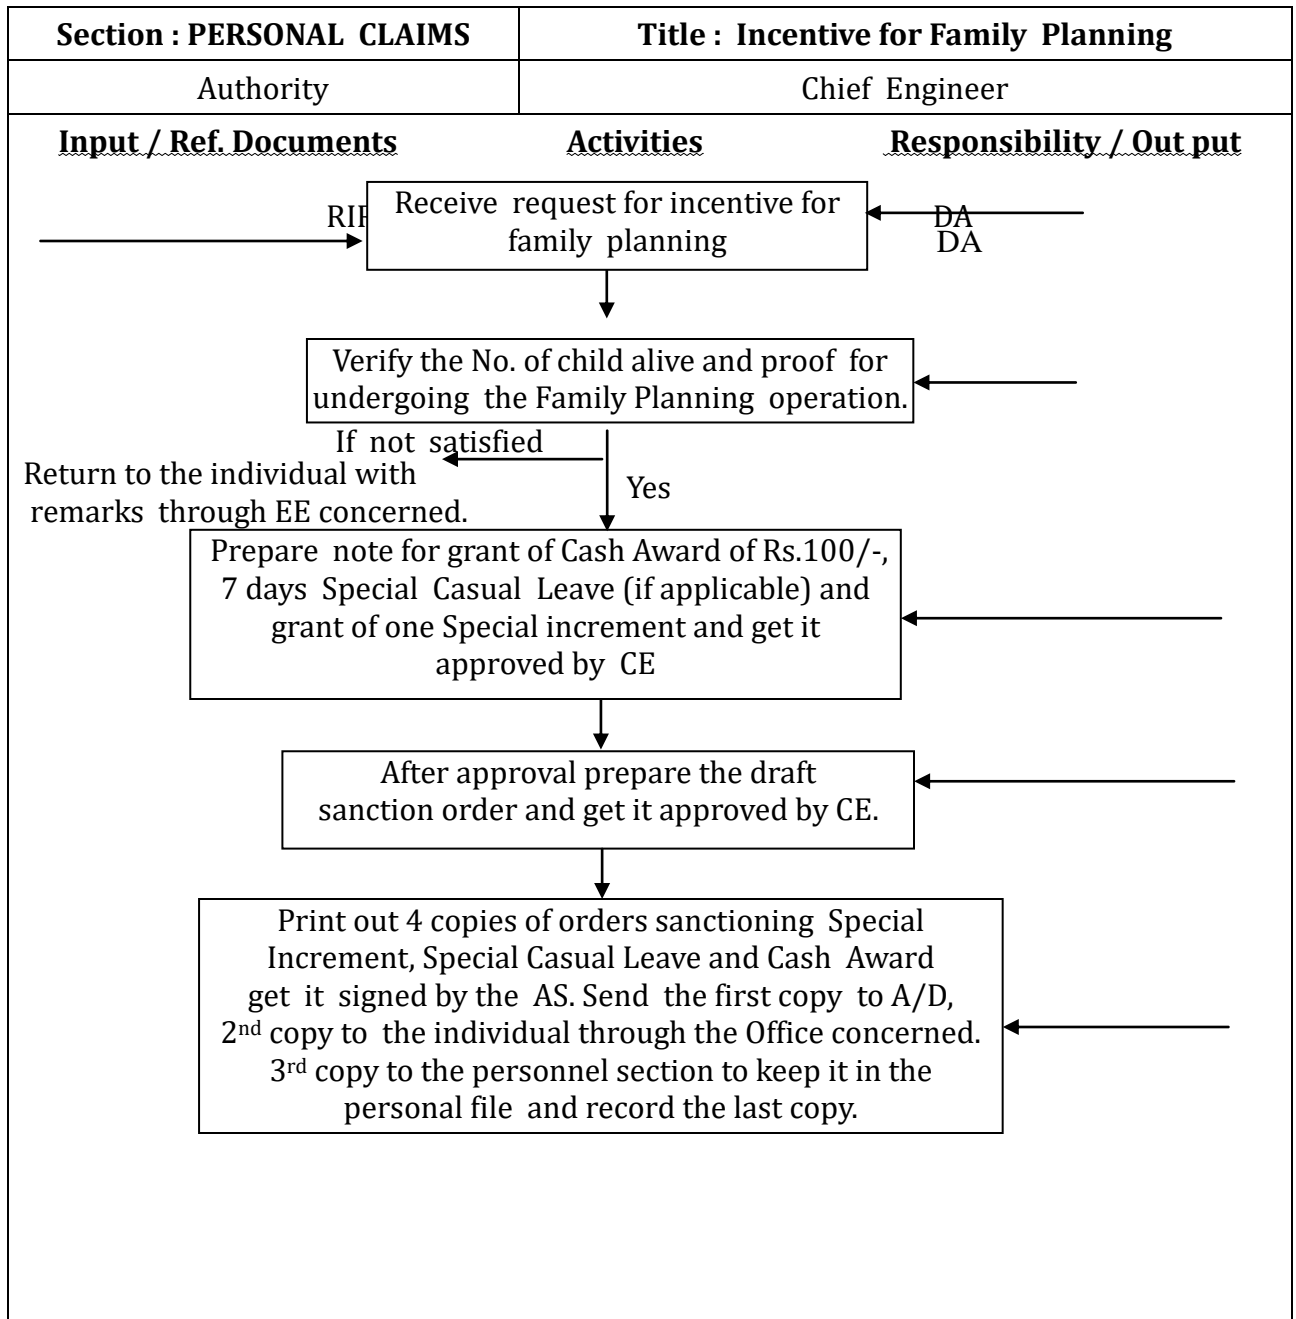 Section : PERSONAL CLAIMS
Title : Incentive for Family Planning
Authority
Chief Engineer
Input / Ref. Documents
Activities
Responsibility / Out put
Receive request for incentive for
family planning
DA
DA
Verify the No. of child alive and proof for
undergoing the Family Planning operation.
If not satisfied
Return to the individual with
remarks through EE concerned.
Yes
Prepare note for grant of Cash Award of Rs.100/-,
7 days Special Casual Leave (if applicable) and
grant of one Special increment and get it
approved by CE
After approval prepare the draft
sanction order and get it approved by CE.
Print out 4 copies of orders sanctioning Special
Increment, Special Casual Leave and Cash Award
get it signed by the AS. Send the first copy to A/D,
2nd copy to the individual through the Office concerned.
3rd copy to the personnel section to keep it in the
personal file and record the last copy.